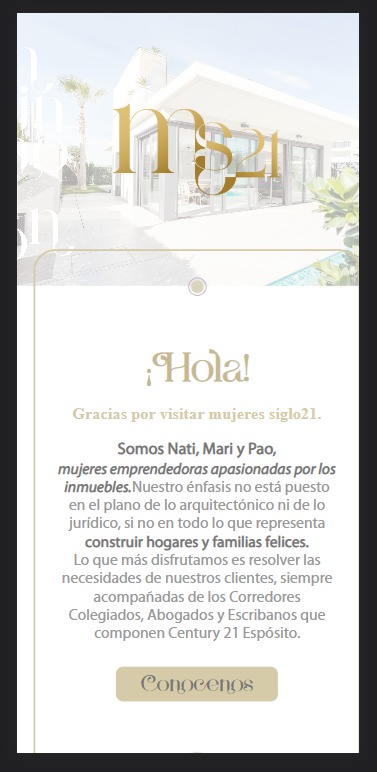 ms21
¡Hola!
Gracias por visitar mujeres siglo21.
Somos Nati, Mari y Pao,
mujeres emprendedoras apasionadas por los
inmuebles.Nuestro énfasis no está puesto
en el plano de lo arquitectónico ni de lo
jurídico, si no en todo lo que representa
construir hogares y familias felices.
Lo que más disfrutamos es resolver las
necesidades de nuestros clientes, siempre
acompañadas de los Corredores
Colegiados, Abogados y Escribanos que
componen Century 21 Espósito.
Conocenos